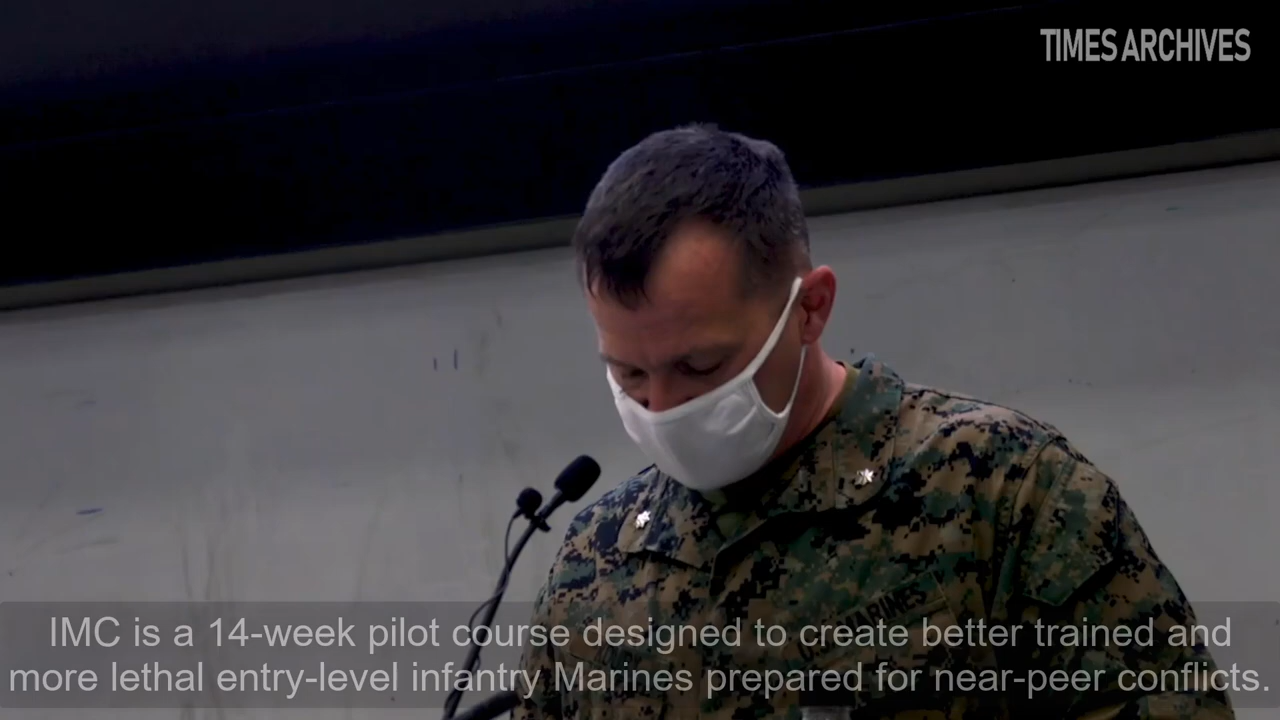 TIMES ARCHIVES
U.S. MARINES
IMC is a 14-week pilot course designed to create better trained and
more lethal entry-level infantry Marines prepared for near-peer conflicts.